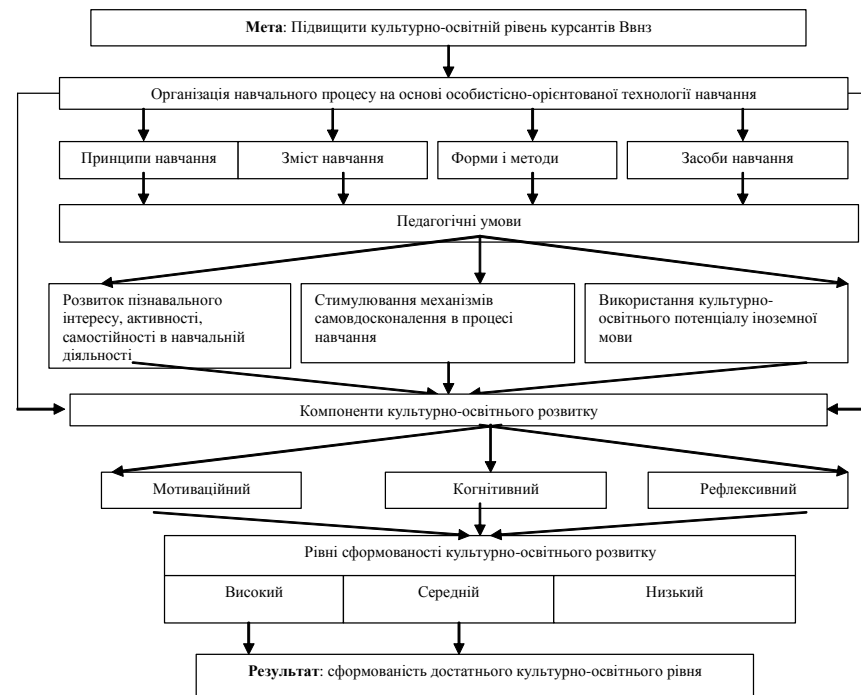 Мета: Підвищити культурно-освітній рівень курсантів Ввнз
Організація навчального процесу на основі особистісно-орієнтованої технології навчання
Принципи навчання
Зміст навчання
Форми і методи
Засоби навчання
Педагогічні умови
Розвиток пізнавального
інтересу, активності,
самостійності в навчальній
діяльності
Стимулювання механізмів
самовдосконалення в процесі
навчання
Використання культурно-
освітнього потенціалу іноземної
мови
Компоненти культурно-освітнього розвитку
Мотиваційний
Когнітивний
Рефлексивний
Рівні сформованості культурно-освітнього розвитку
Високий
Середній
Низький
Результат: сформованість достатнього культурно-освітнього рівня